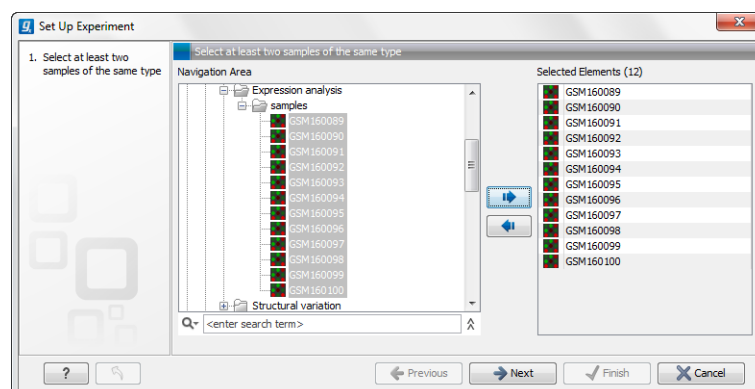 Set Up Experiment
1. Select at least two
samples of the same type
Select at least two samples of the same type
Navigation Area
Expression analysis
samples
GSM160089
GSM160090
GSM160091
GSM160092
GSM160093
GSM160094
GSM160095
GSM160096
GSM160097
GSM160098
GSM160099
GSM160100
Structural variation
<enter search term>
Selected Elements (12)
GSM160089
GSM160090
GSM160091
GSM160092
GSM160093
GSM160094
GSM160095
GSM160096
GSM160097
GSM160098
GSM160099
GSM160100
? Previous Next Finish Cancel